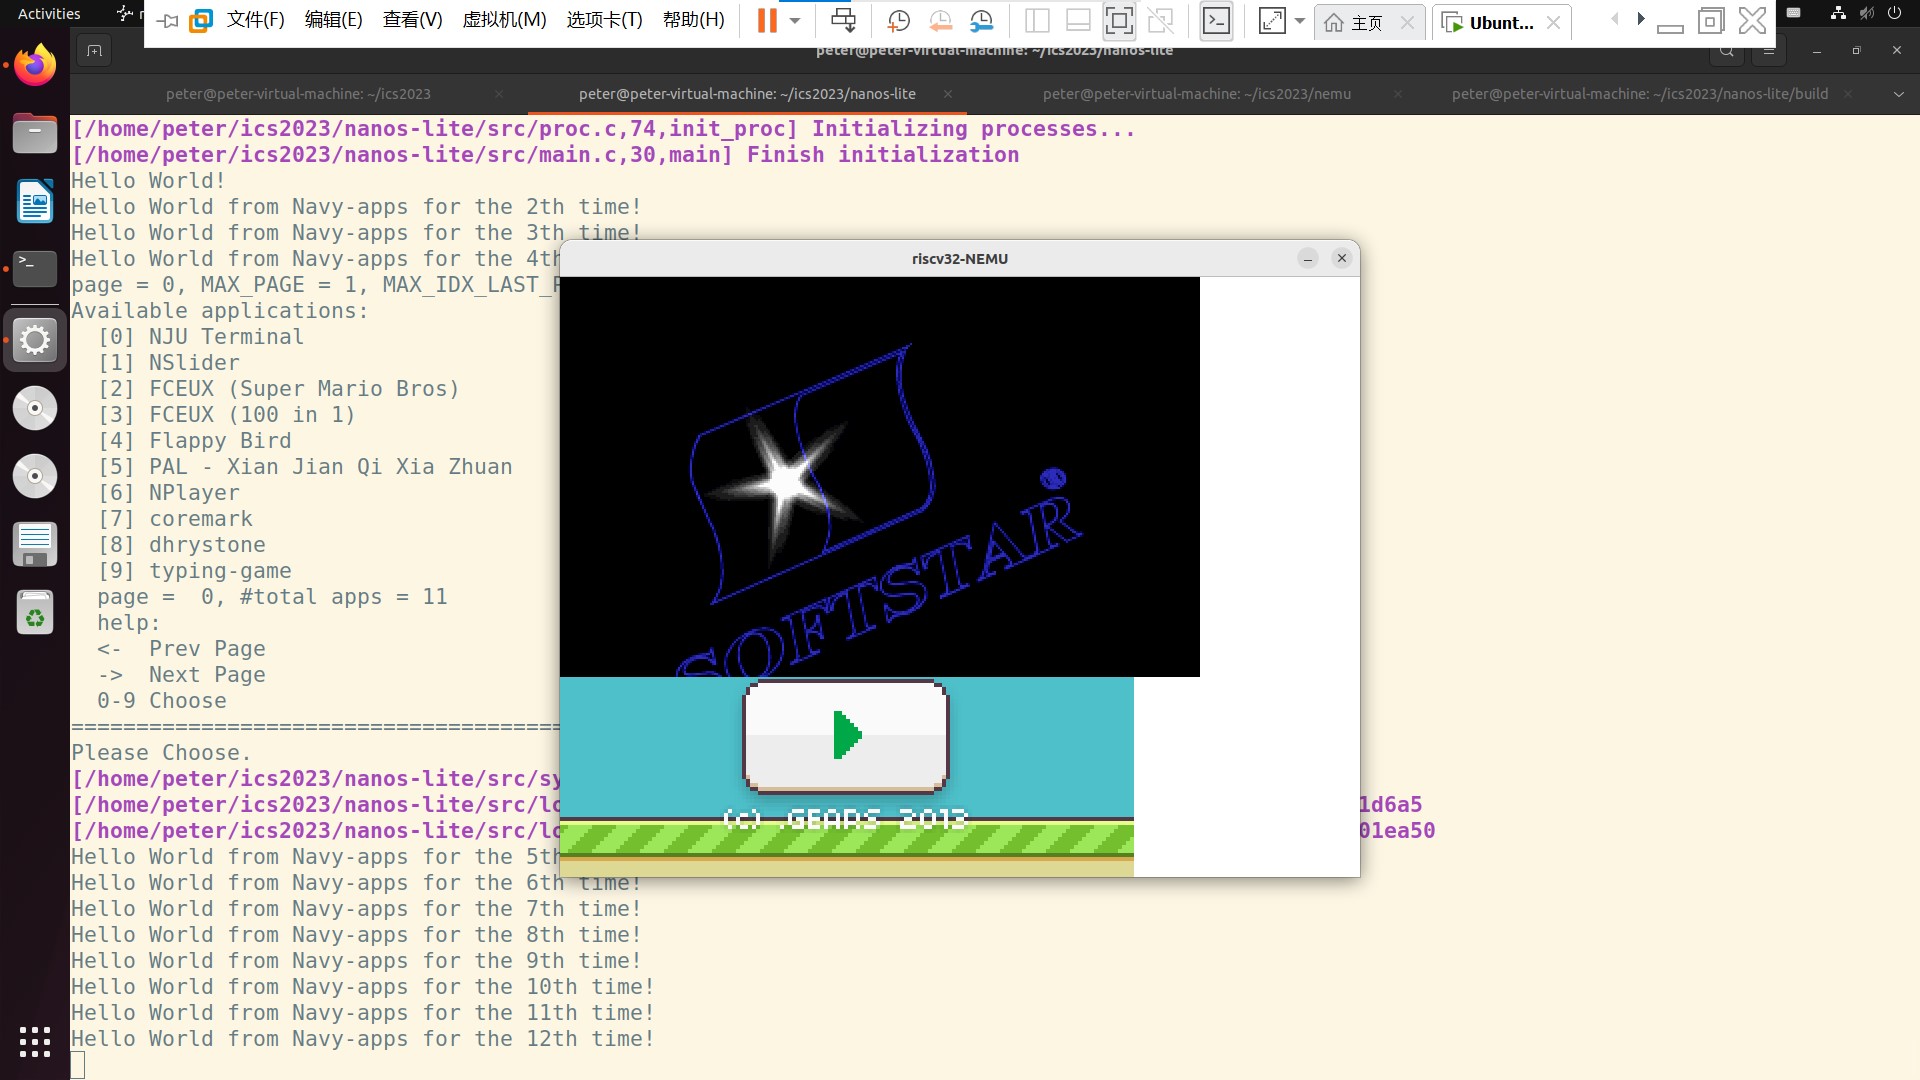 Activities
文件(F) 编辑(E) 查看(V) 虚拟机(M) 选项卡(T) 帮助(H) 主页 Ubunt...
peter@peter-virtual-machine: ~/ics2023/nanos-lite
peter@peter-virtual-machine: ~/ics2023 peter@peter-virtual-machine: ~/ics2023/nanos-lite peter@peter-virtual-machine: ~/ics2023/nemu peter@peter-virtual-machine: ~/ics2023/nanos-lite/build
[/home/peter/ics2023/nanos-lite/src/proc.c,74,init_proc] Initializing processes...
[/home/peter/ics2023/nanos-lite/src/main.c,30,main] Finish initialization
Hello World!
Hello World from Navy-apps for the 2th time!
Hello World from Navy-apps for the 3th time!
Hello World from Navy-apps for the 4th
page = 0, MAX_PAGE = 1, MAX_IDX_LAST_
Available applications:
[0] NJU Terminal
[1] NSlider
[2] FCEUX (Super Mario Bros)
[3] FCEUX (100 in 1)
[4] Flappy Bird
[5] PAL - Xian Jian Qi Xia Zhuan
[6] NPlayer
[7] coremark
[8] dhrystone
[9] typing-game
page =  0, #total apps = 11
help:
<-  Prev Page
->  Next Page
0-9 Choose
======================================
Please Choose.
[/home/peter/ics2023/nanos-lite/src/sy
[/home/peter/ics2023/nanos-lite/src/lo 1d6a5
[/home/peter/ics2023/nanos-lite/src/lo 01ea50
Hello World from Navy-apps for the 5th
Hello World from Navy-apps for the 6th time!
Hello World from Navy-apps for the 7th time!
Hello World from Navy-apps for the 8th time!
Hello World from Navy-apps for the 9th time!
Hello World from Navy-apps for the 10th time!
Hello World from Navy-apps for the 11th time!
Hello World from Navy-apps for the 12th time!
riscv32-NEMU
SOFTSTAR
(c) .GEARS 2013